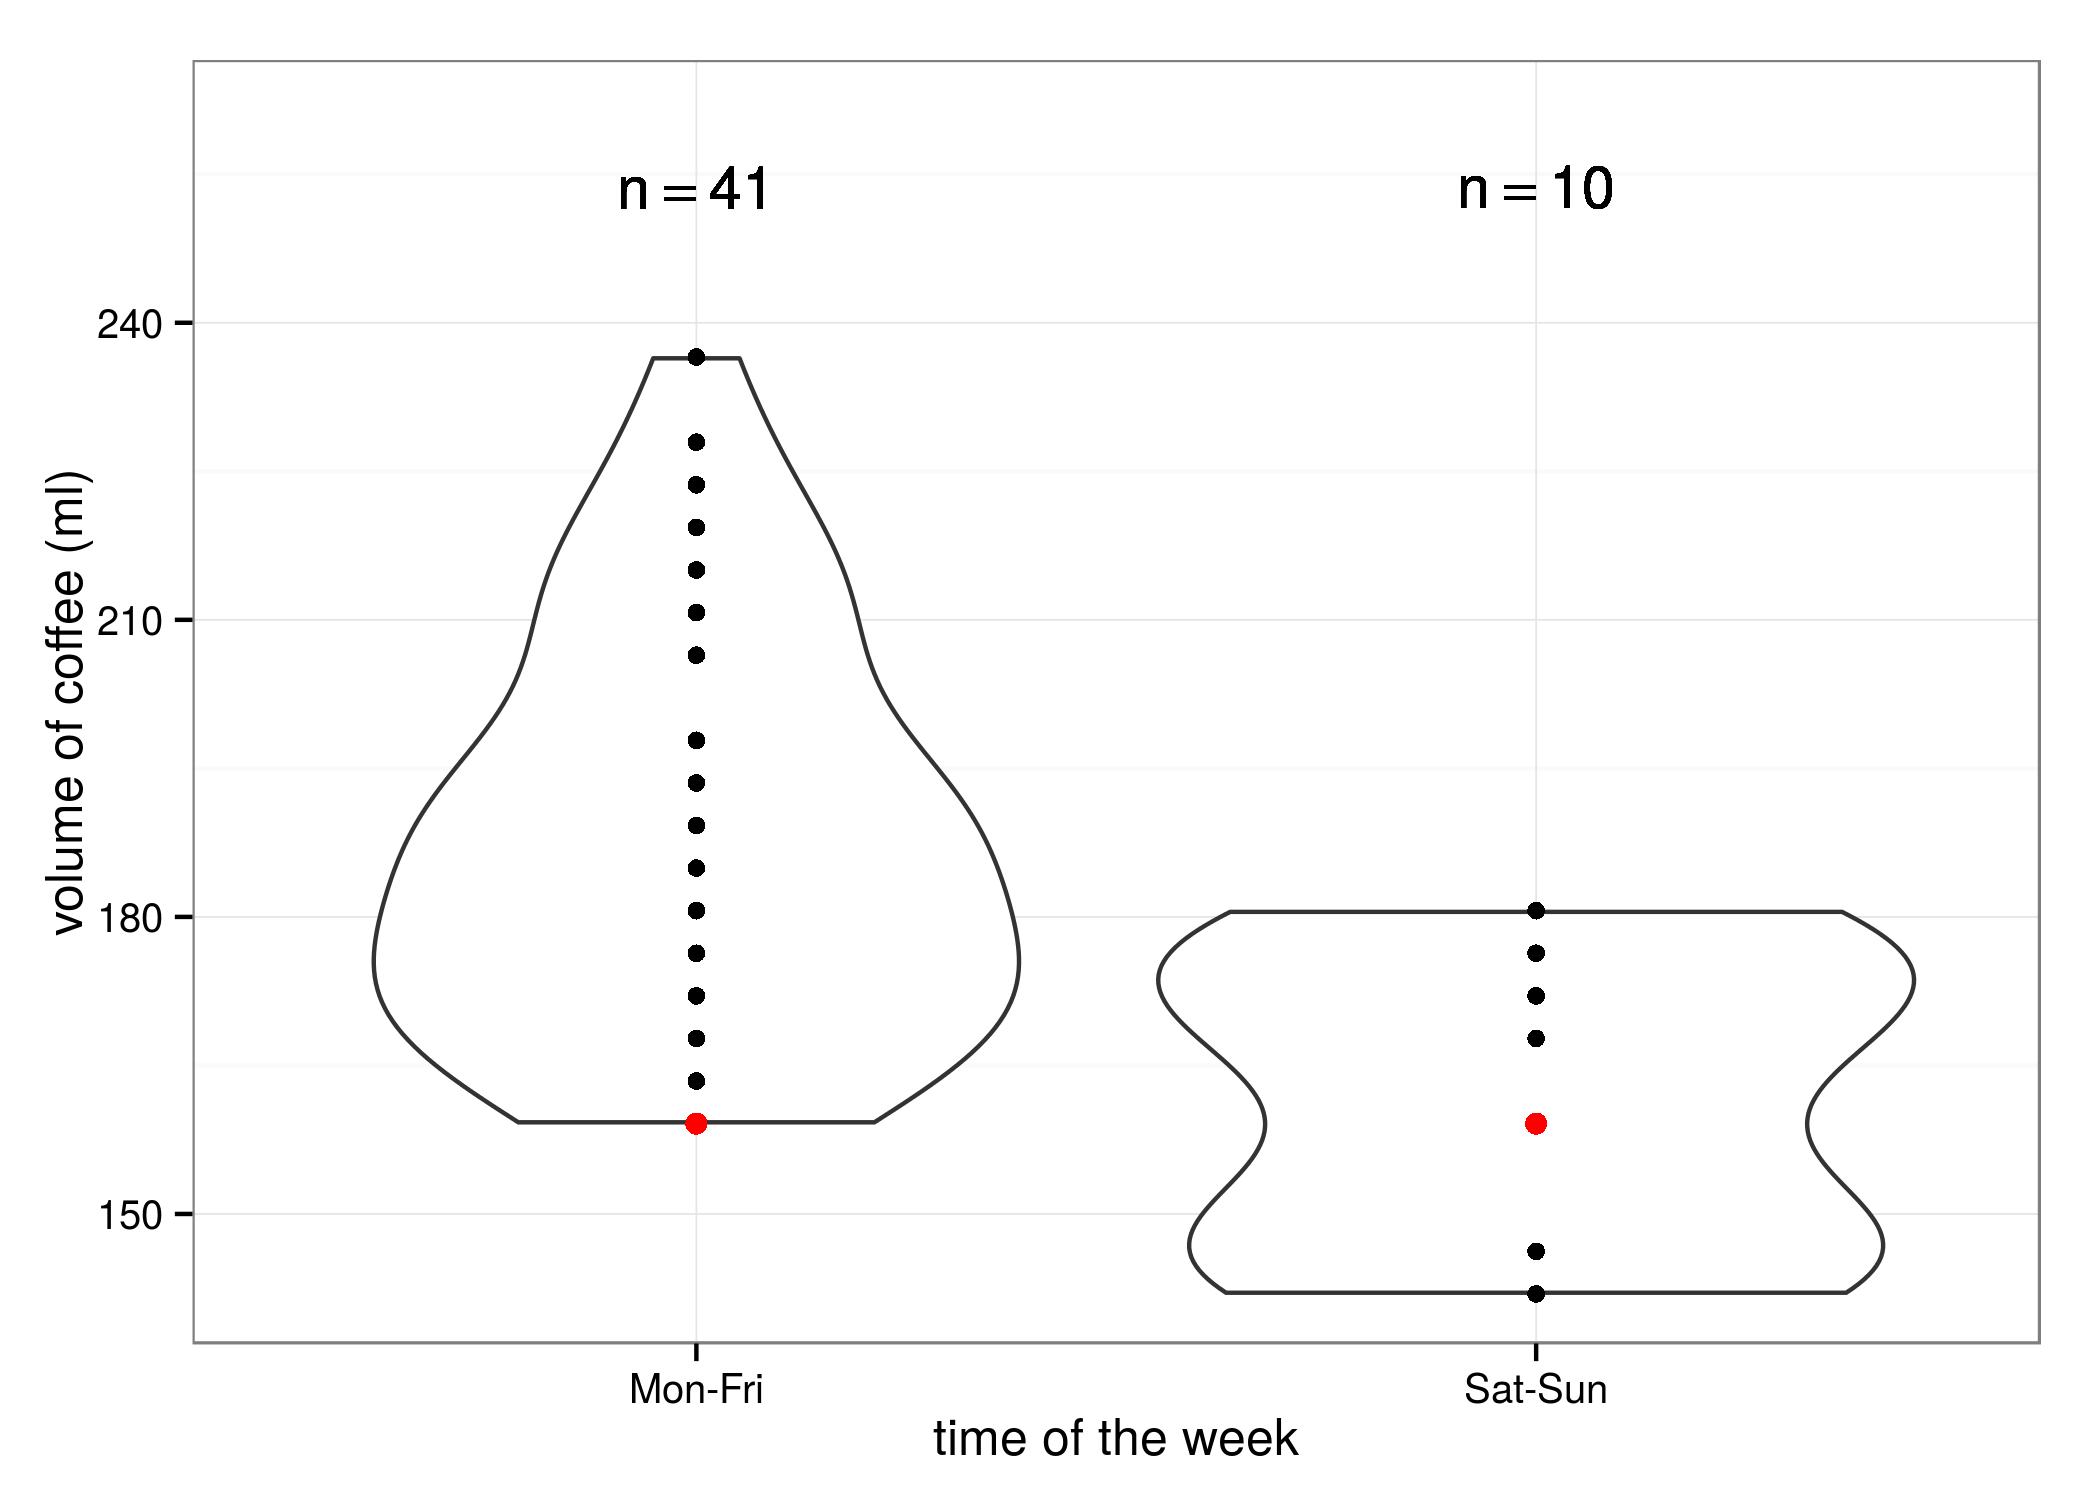 n = 41
n = 10
volume of coffee (ml)
240
210
180
150
Mon-Fri
Sat-Sun
time of the week